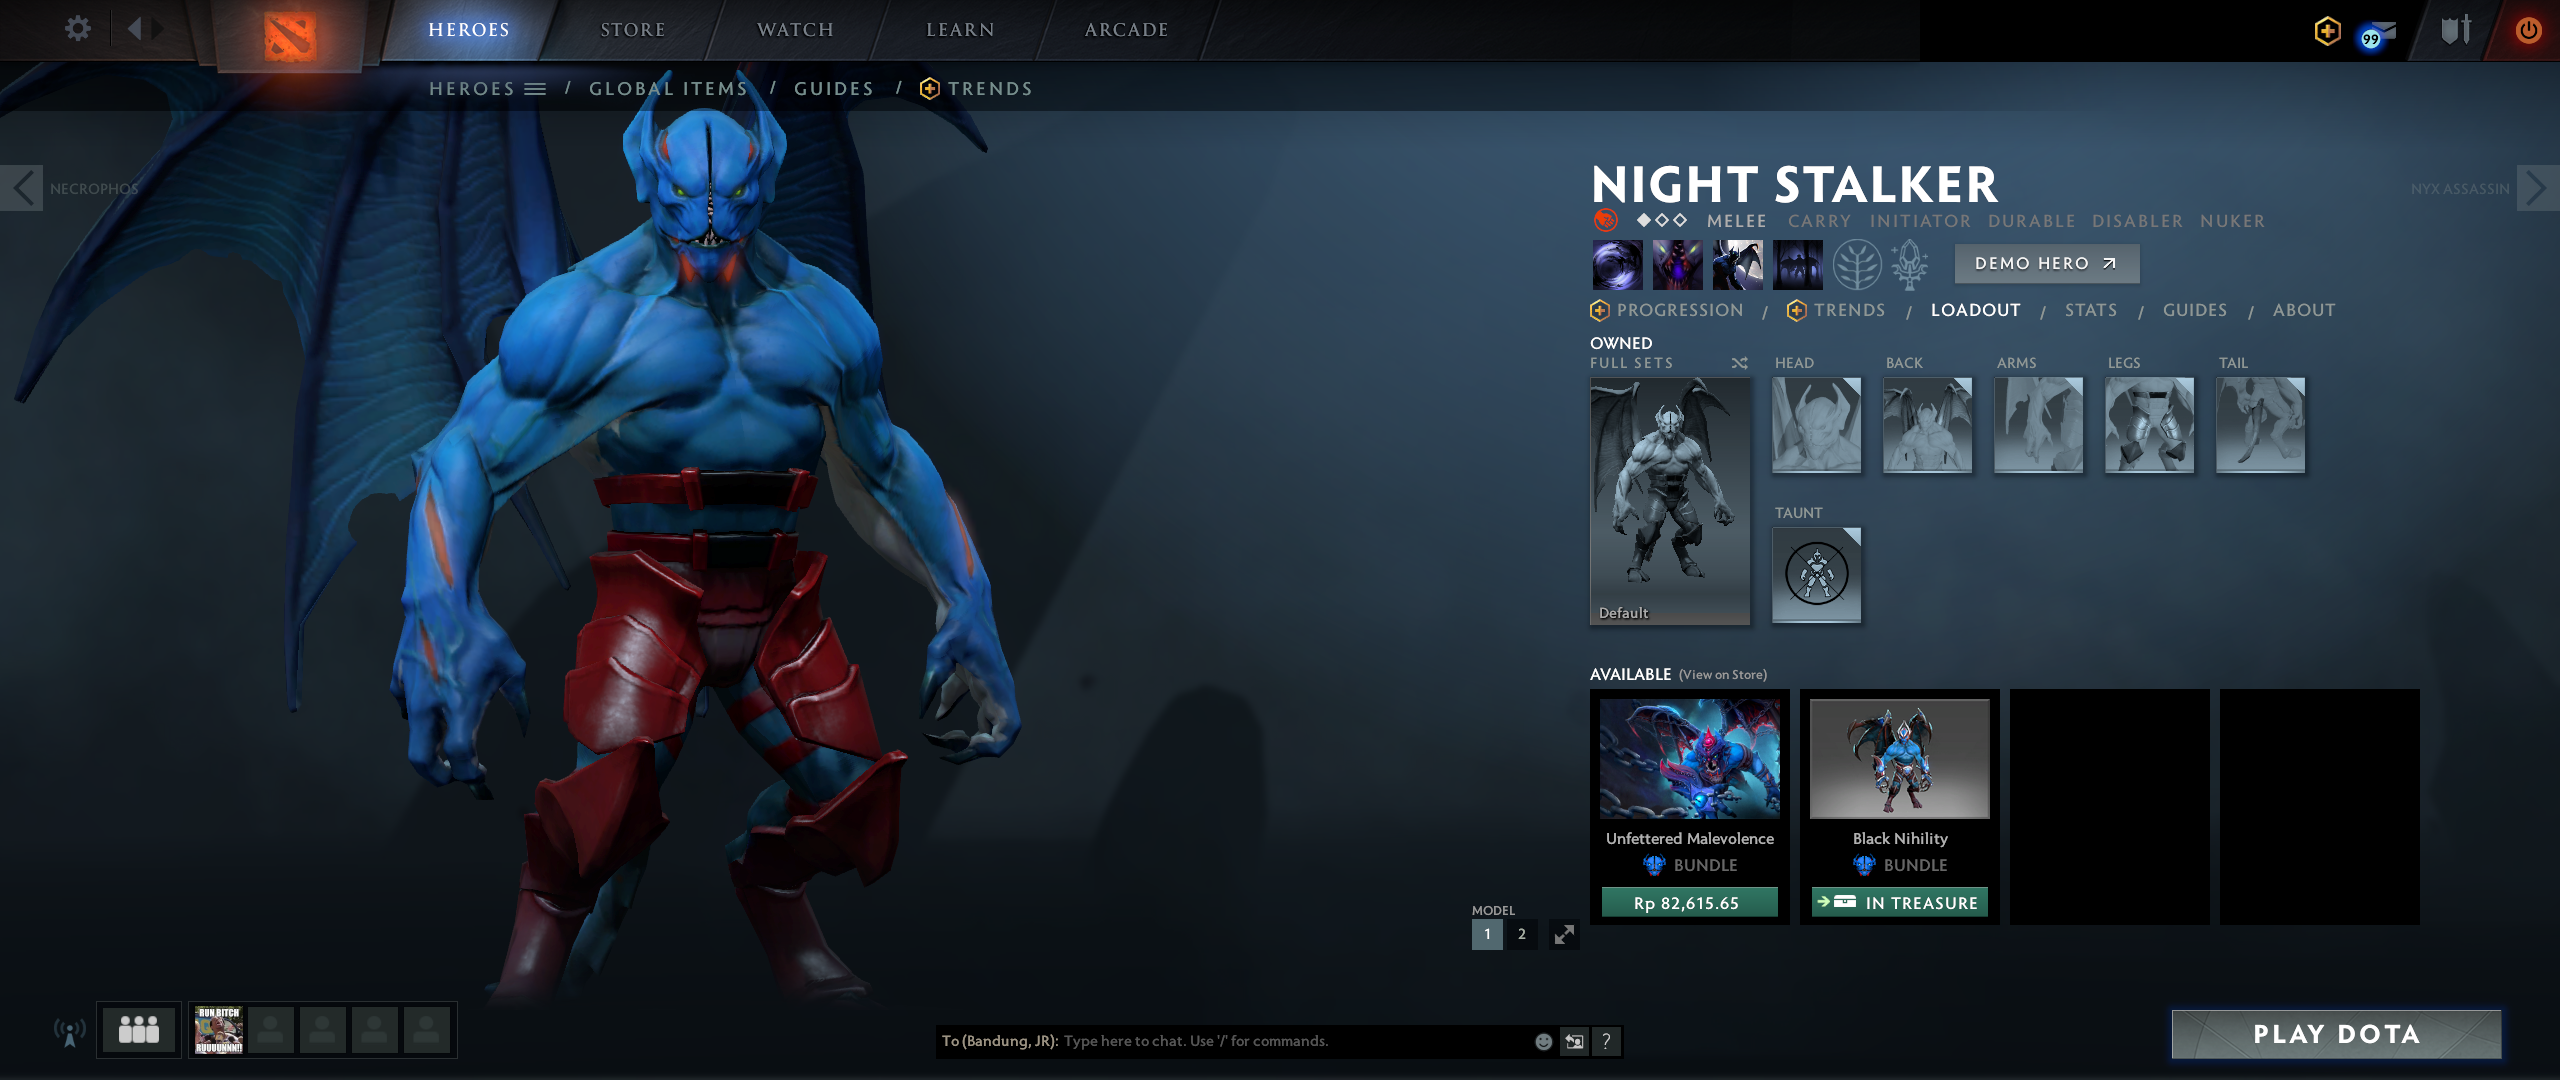 HEROES
STORE
WATCH
LEARN
ARCADE
99
HEROES / GLOBAL ITEMS / GUIDES / TRENDS
NECROPHOS
NYX ASSASSIN
NIGHT STALKER
MELEE CARRY INITIATOR DURABLE DISABLER NUKER
DEMO HERO
PROGRESSION / TRENDS / LOADOUT / STATS / GUIDES / ABOUT
OWNED
FULL SETS
HEAD
BACK
ARMS
LEGS
TAIL
Default
TAUNT
AVAILABLE (View on Store)
Unfettered Malevolence
BUNDLE
Rp 82,615.65
Black Nihility
BUNDLE
IN TREASURE
MODEL
1 2
RUN BITCH
RUUUUNNN!!
To (Bandung, JR): Type here to chat. Use '/' for commands.
?
PLAY DOTA